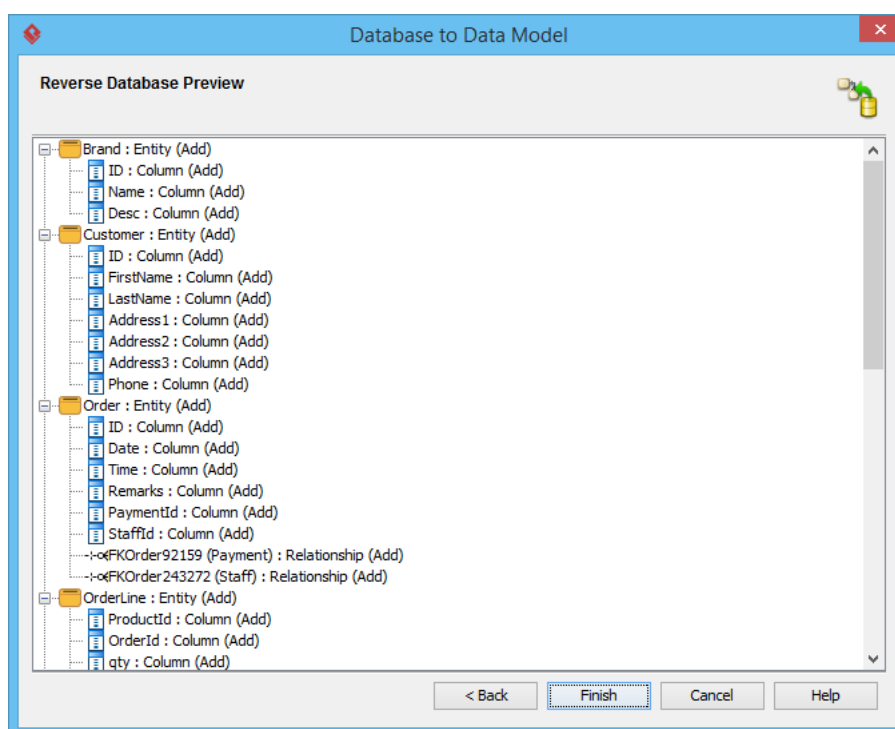 Database to Data Model
Reverse Database Preview
Brand : Entity (Add)
ID : Column (Add)
Name : Column (Add)
Desc : Column (Add)
Customer : Entity (Add)
ID : Column (Add)
FirstName : Column (Add)
LastName : Column (Add)
Address1 : Column (Add)
Address2 : Column (Add)
Address3 : Column (Add)
Phone : Column (Add)
Order : Entity (Add)
ID : Column (Add)
Date : Column (Add)
Time : Column (Add)
Remarks : Column (Add)
PaymentId : Column (Add)
StaffId : Column (Add)
FKOrder92159 (Payment) : Relationship (Add)
FKOrder243272 (Staff) : Relationship (Add)
OrderLine : Entity (Add)
ProductId : Column (Add)
OrderId : Column (Add)
qty : Column (Add)
< Back Finish Cancel Help